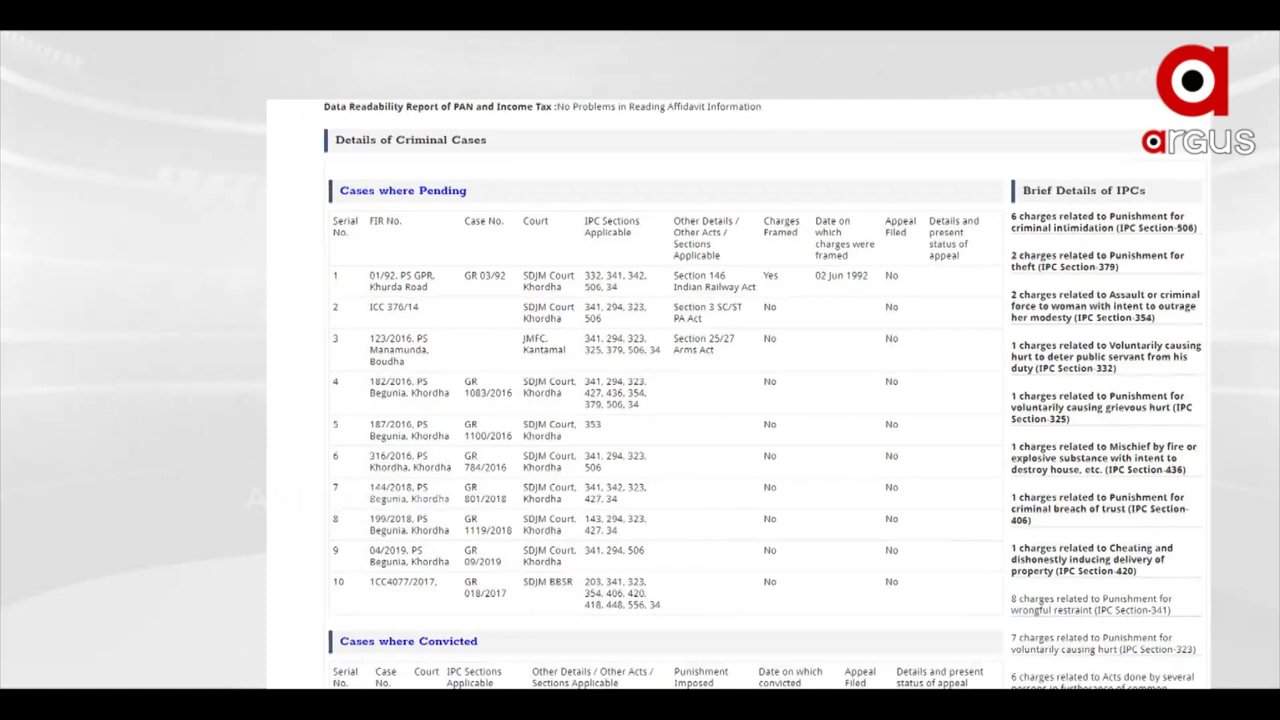 argus
Data Readability Report of PAN and Income Tax :No Problems in Reading Affidavit Information
Details of Criminal Cases
Cases where Pending
Serial No. FIR No. Case No. Court IPC Sections Applicable Other Details / Other Acts / Sections Applicable Charges Framed Date on which charges were framed Appeal Filed Details and present status of appeal
1 01/92, PS GPR, Khurda Road GR 03/92 SDJM Court Khordha 332, 341, 342, 506, 34 Section 146 Indian Railway Act Yes 02 Jun 1992 No
2 ICC 376/14 SDJM Court Khordha 341, 294, 323, 506 Section 3 SC/ST PA Act No No
3 123/2016, PS Manamunda, Boudha JMFC, Kantamal 341, 294, 323, 325, 379, 506, 34 Section 25/27 Arms Act No No
4 182/2016, PS Begunia, Khordha GR 1083/2016 SDJM Court, Khordha 341, 294, 323, 427, 436, 354, 379, 506, 34 No No
5 187/2016, PS Begunia, Khordha GR 1100/2016 SDJM Court, Khordha 353 No No
6 316/2016, PS Khordha, Khordha GR 784/2016 SDJM Court, Khordha 341, 294, 323, 506 No No
7 144/2018, PS Begunia, Khordha GR 801/2018 SDJM Court, Khordha 341, 342, 323, 427, 34 No No
8 199/2018, PS Begunia, Khordha GR 1119/2018 SDJM Court, Khordha 143, 294, 323, 427, 34 No No
9 04/2019, PS Begunia, Khordha GR 09/2019 SDJM Court, Khordha 341, 294, 506 No No
10 1CC4077/2017, GR 018/2017 SDJM BBSR 203, 341, 323, 354, 406, 420, 418, 448, 556, 34 No No
Cases where Convicted
Serial No. Case No. Court IPC Sections Applicable Other Details / Other Acts / Sections Applicable Punishment Imposed Date on which convicted Appeal Filed Details and present status of appeal
Brief Details of IPCs
6 charges related to Punishment for
criminal intimidation (IPC Section-506)
2 charges related to Punishment for
theft (IPC Section-379)
2 charges related to Assault or criminal
force to woman with intent to outrage
her modesty (IPC Section-354)
1 charges related to Voluntarily causing
hurt to deter public servant from his
duty (IPC Section-332)
1 charges related to Punishment for
voluntarily causing grievous hurt (IPC
Section-325)
1 charges related to Mischief by fire or
explosive substance with intent to
destroy house, etc. (IPC Section-436)
1 charges related to Punishment for
criminal breach of trust (IPC Section-
406)
1 charges related to Cheating and
dishonestly inducing delivery of
property (IPC Section-420)
8 charges related to Punishment for
wrongful restraint (IPC Section-341)
7 charges related to Punishment for
voluntarily causing hurt (IPC Section-323)
6 charges related to Acts done by several
persons in furtherance of common